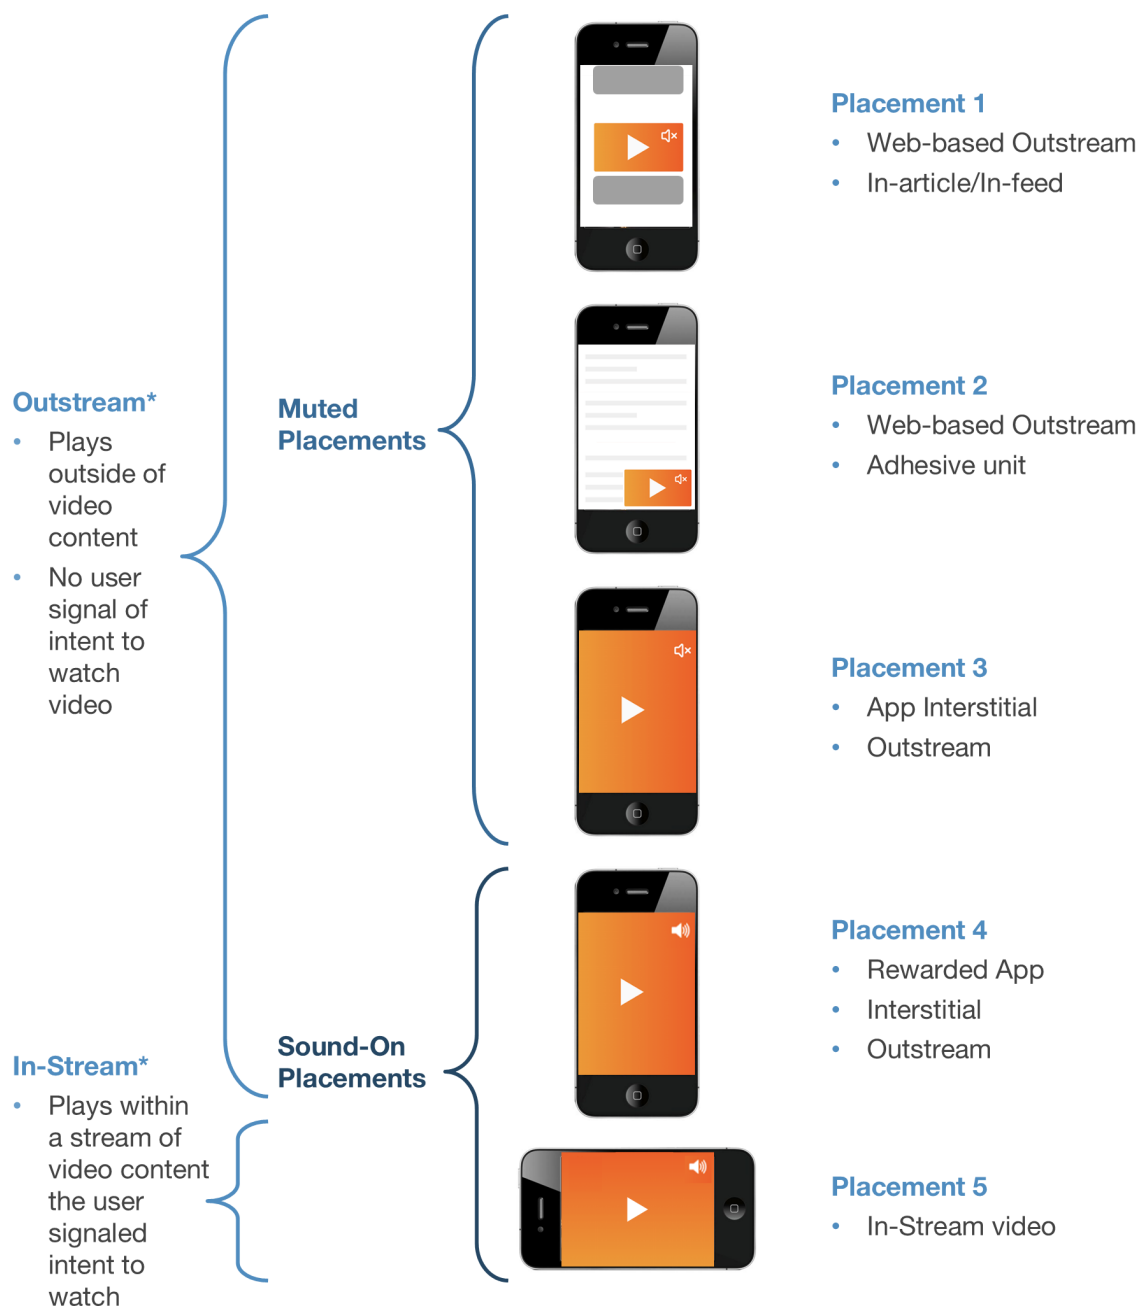 Outstream*
• Plays
outside of
video
content
• No user
signal of
intent to
watch
video
In-Stream*
• Plays within
a stream of
video content
the user
signaled
intent to
watch
Muted
Placements
Sound-On
Placements
Placement 1
• Web-based Outstream
• In-article/In-feed
Placement 2
• Web-based Outstream
• Adhesive unit
Placement 3
• App Interstitial
• Outstream
Placement 4
• Rewarded App
• Interstitial
• Outstream
Placement 5
• In-Stream video